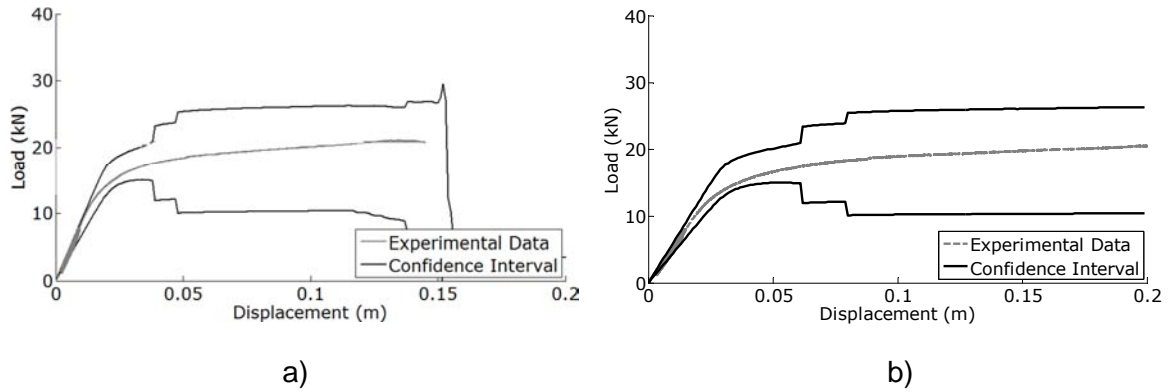 40
30
20
10
0
Load (kN)
Experimental Data
Confidence Interval
0
0.05
0.1
0.15
0.2
Displacement (m)
a)
40
30
20
10
0
Load (kN)
Experimental Data
Confidence Interval
0
0.05
0.1
0.15
0.2
Displacement (m)
b)